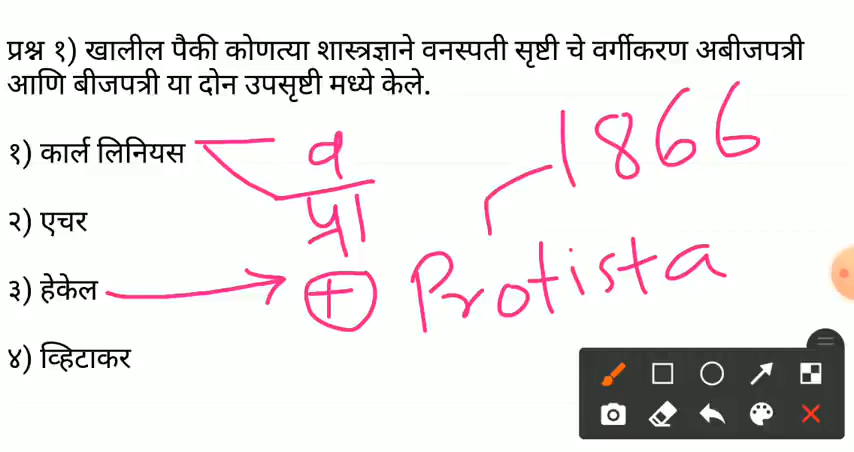 प्रश्न १) खालील पैकी कोणत्या शास्त्रज्ञाने वनस्पती सृष्टी चे वर्गीकरण अबीजपत्री
आणि बीजपत्री या दोन उपसृष्टी मध्ये केले.
१) कार्ल लिनियस
व
1866
प्रा
२) एचर
३) हेकेल
+ Protista
४) व्हिटाकर